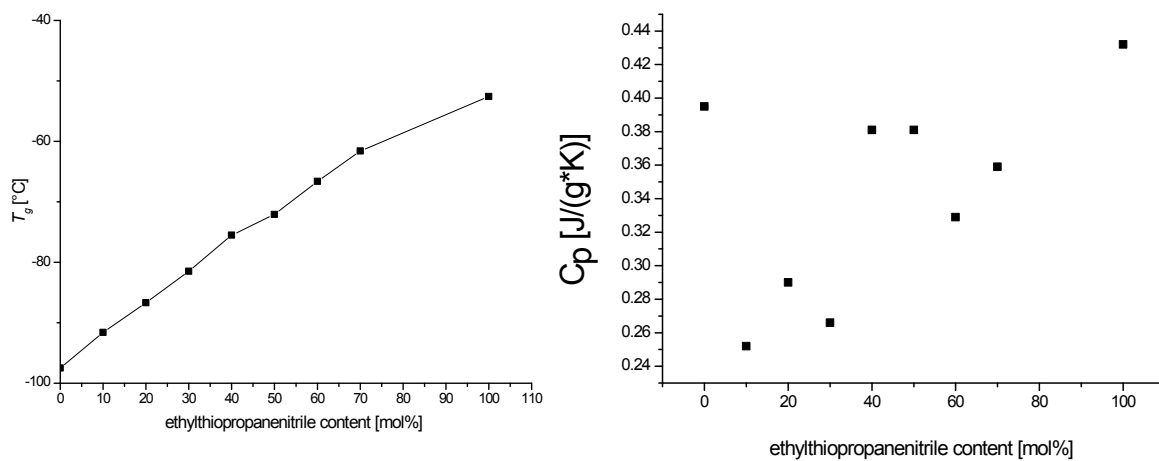 -40
-60
-80
-100
T_g [°C]
0 10 20 30 40 50 60 70 80 90 100 110
ethylthiopropanenitrile content [mol%]
0.44
0.42
0.40
0.38
0.36
0.34
0.32
0.30
0.28
0.26
0.24
Cp [J/(g*K)]
0 20 40 60 80 100
ethylthiopropanenitrile content [mol%]